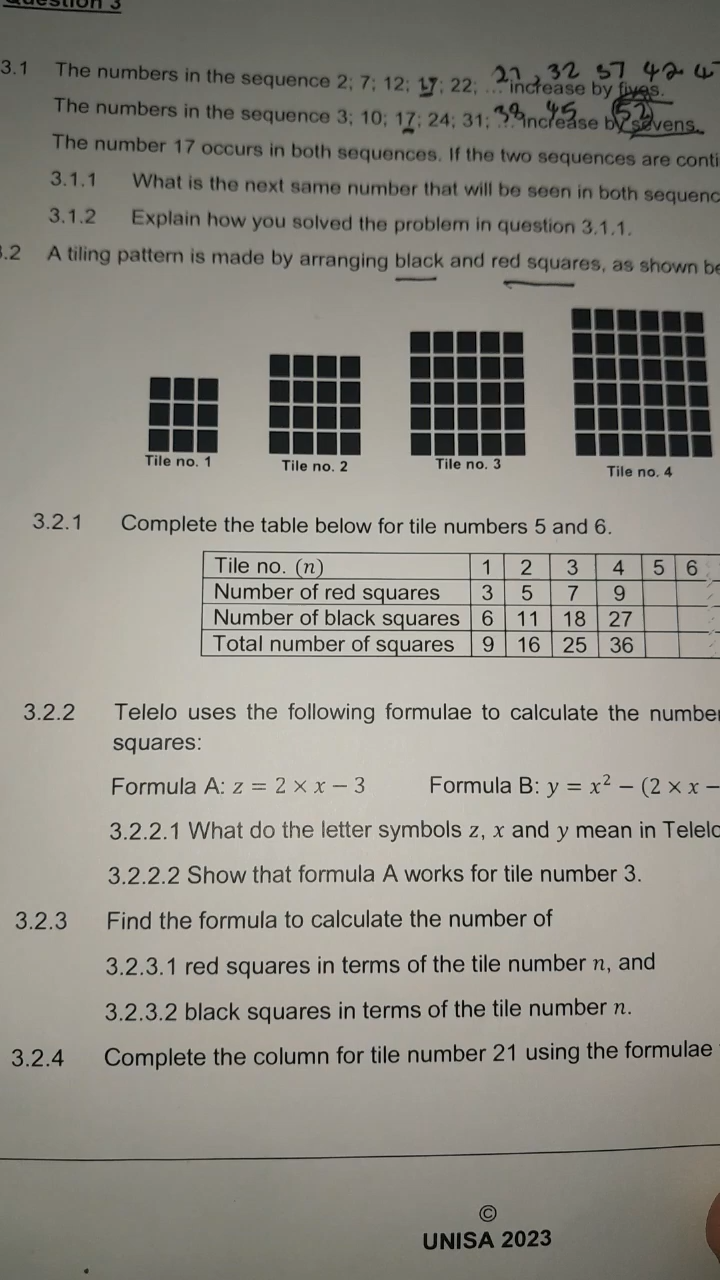 Question 3
27 32 37 42 47
3.1 The numbers in the sequence 2; 7; 12; 17; 22; ... increase by fives.
38 45 52
The numbers in the sequence 3; 10; 17; 24; 31; ... increase by sevens.
The number 17 occurs in both sequences. If the two sequences are conti
3.1.1 What is the next same number that will be seen in both sequenc
3.1.2 Explain how you solved the problem in question 3.1.1.
3.2 A tiling pattern is made by arranging black and red squares, as shown be
Tile no. 1 Tile no. 2 Tile no. 3 Tile no. 4
3.2.1 Complete the table below for tile numbers 5 and 6.
Tile no. (n) 1 2 3 4 5 6
Number of red squares 3 5 7 9
Number of black squares 6 11 18 27
Total number of squares 9 16 25 36
3.2.2 Telelo uses the following formulae to calculate the number
squares:
Formula A: z = 2 × x − 3 Formula B: y = x² − (2 × x −
3.2.2.1 What do the letter symbols z, x and y mean in Telelo
3.2.2.2 Show that formula A works for tile number 3.
3.2.3 Find the formula to calculate the number of
3.2.3.1 red squares in terms of the tile number n, and
3.2.3.2 black squares in terms of the tile number n.
3.2.4 Complete the column for tile number 21 using the formulae
©
UNISA 2023